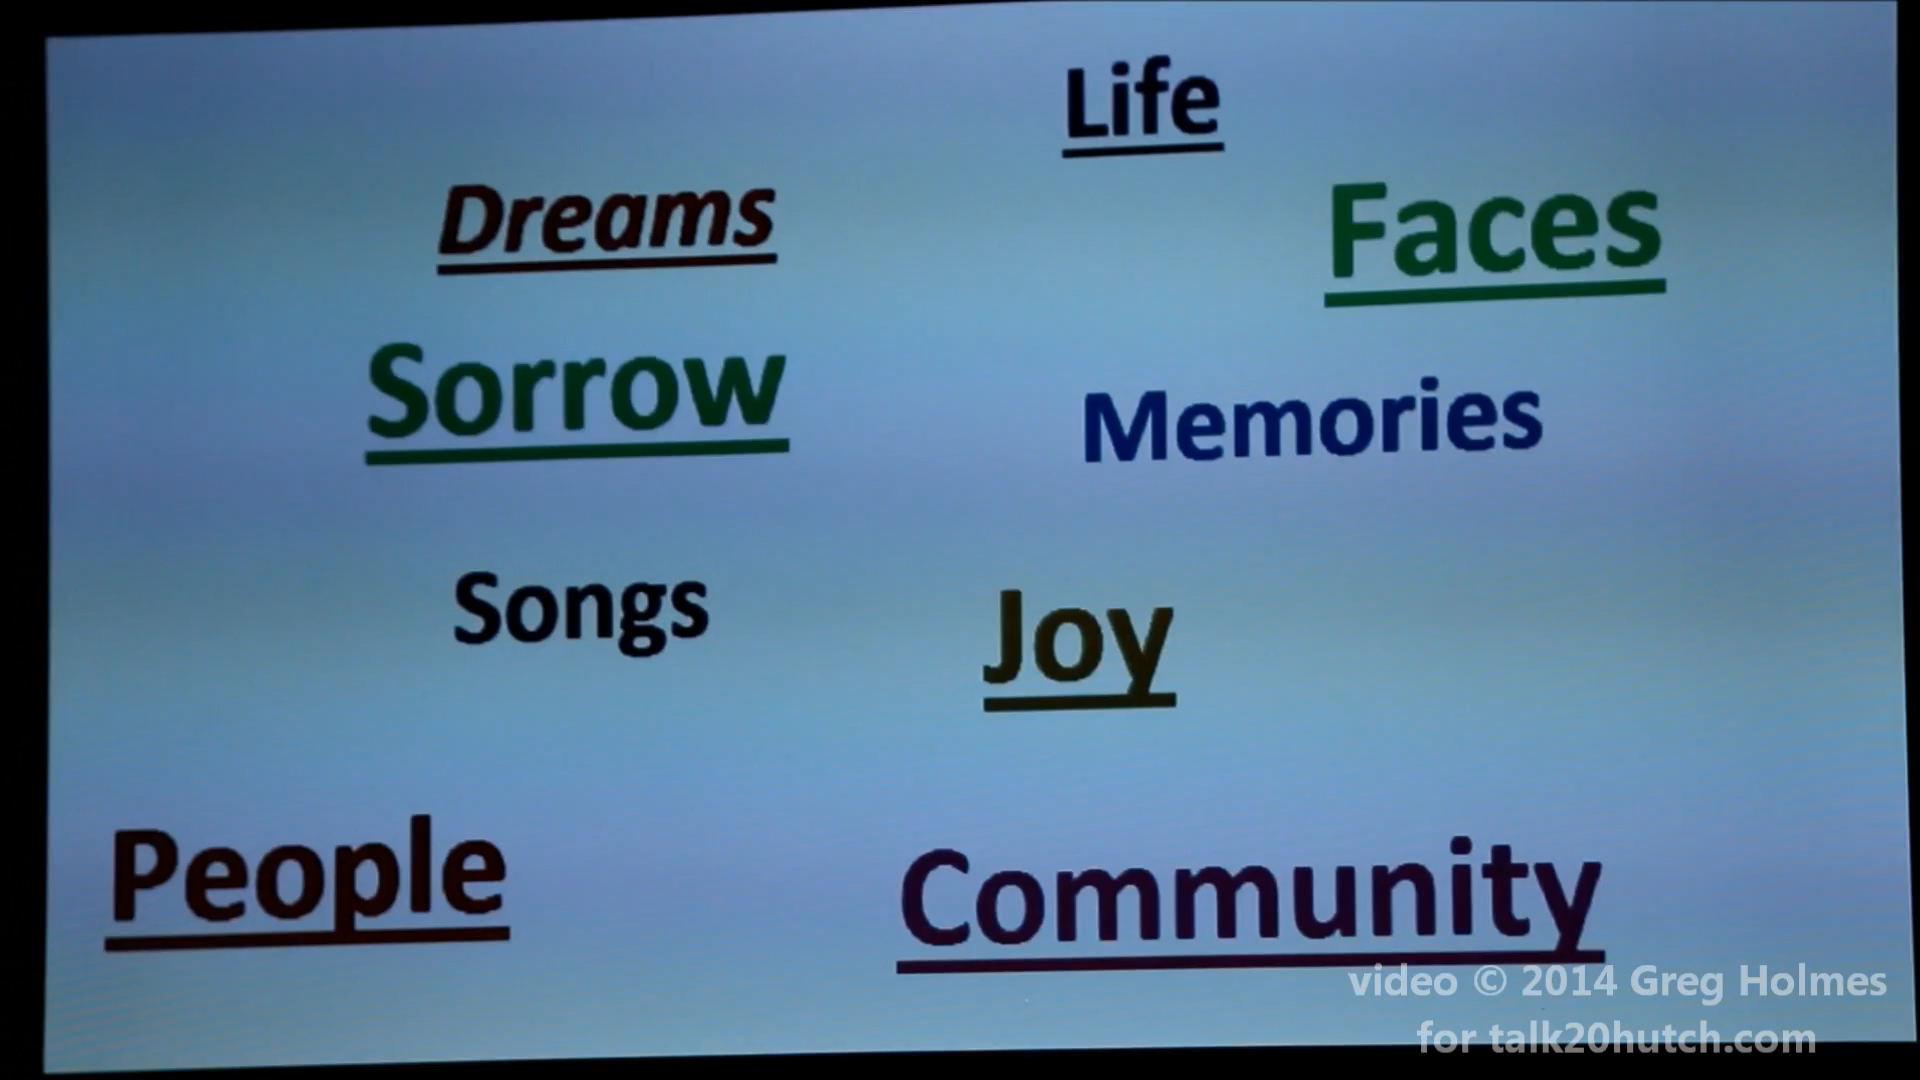 Life
Dreams
Faces
Sorrow
Memories
Songs
Joy
People
Community
video © 2014 Greg Holmes
for talk20hutch.com